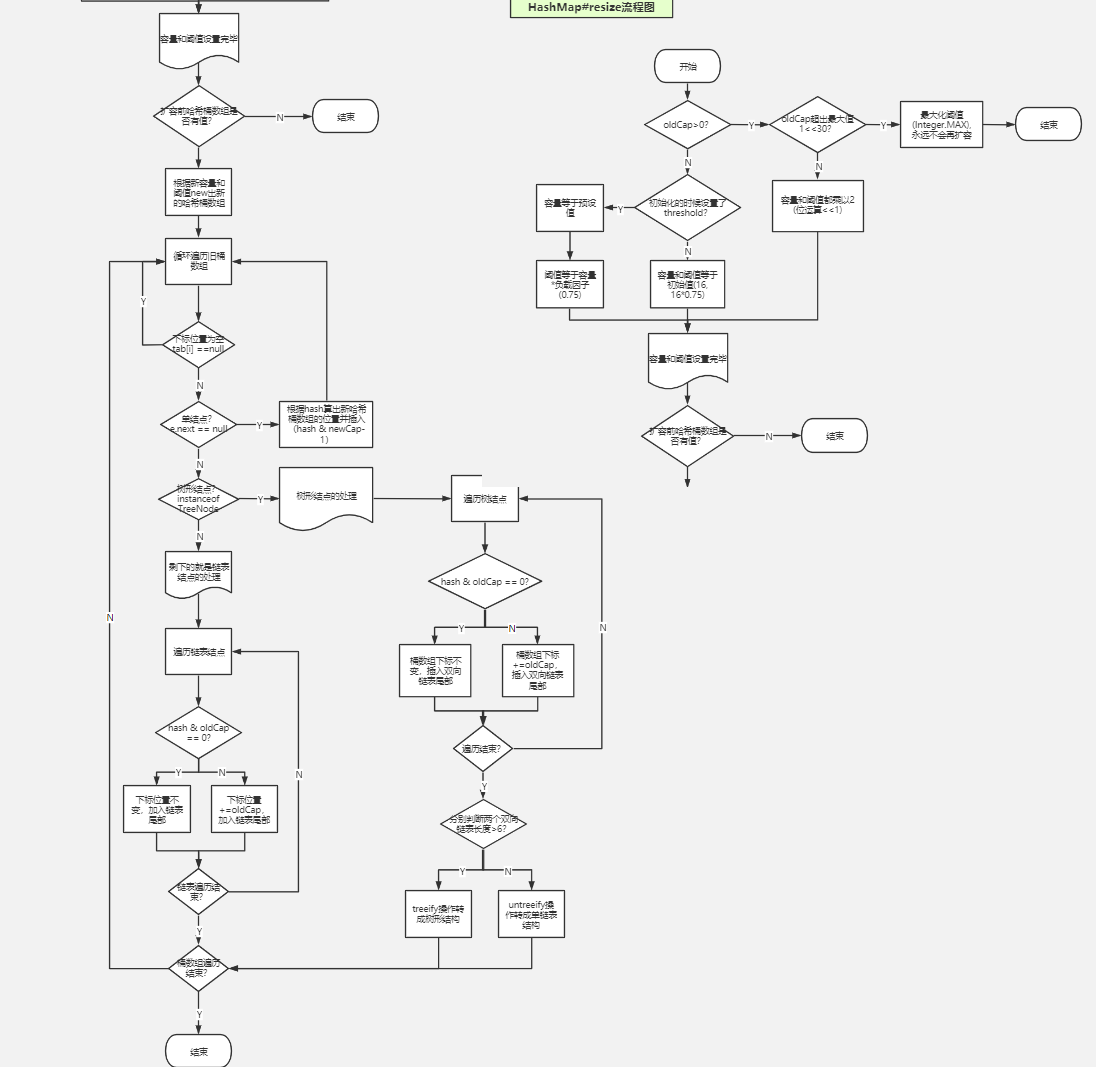 HashMap#resize流程图
容量和阈值设置完毕
扩容前哈希桶数组是
否有值?
N
结束
根据新容量和
阈值new出新
的哈希桶数组
循环遍历旧桶
数组
Y
下标位置为空
tab[i] ==null
N
单结点?
e.next == null
Y
根据hash算出新哈希
桶数组的位置并插入
(hash & newCap-
1)
N
树形结点?
instanceof
TreeNode
Y
树形结点的处理
N
剩下的就是链表
结点的处理
遍历链表结点
hash & oldCap
== 0?
Y
N
下标位置不
变，加入链表
尾部
下标位置
+=oldCap,
加入链表尾部
N
链表遍历结
束?
Y
桶数组遍历
结束?
N
Y
结束
遍历树结点
hash & oldCap == 0?
Y
N
桶数组下标不
变，插入双向
链表尾部
桶数组下标
+=oldCap,
插入双向链表
尾部
遍历结束?
N
Y
分别判断两个双向
链表长度>6?
Y
N
treeify操作转
成树形结构
untreeify操
作转成单链表
结构
开始
oldCap>0?
Y
oldCap超出最大值
1<<30?
Y
最大化阈值
(Integer.MAX),
永远不会再扩容
结束
N
N
容量和阈值都乘以2
(位运算<<1)
初始化的时候设置了
threshold?
Y
容量等于预设
值
阈值等于容量
*负载因子
(0.75)
N
容量和阈值等于
初始值(16,
16*0.75)
容量和阈值设置完毕
扩容前哈希桶数组是
否有值?
N
结束